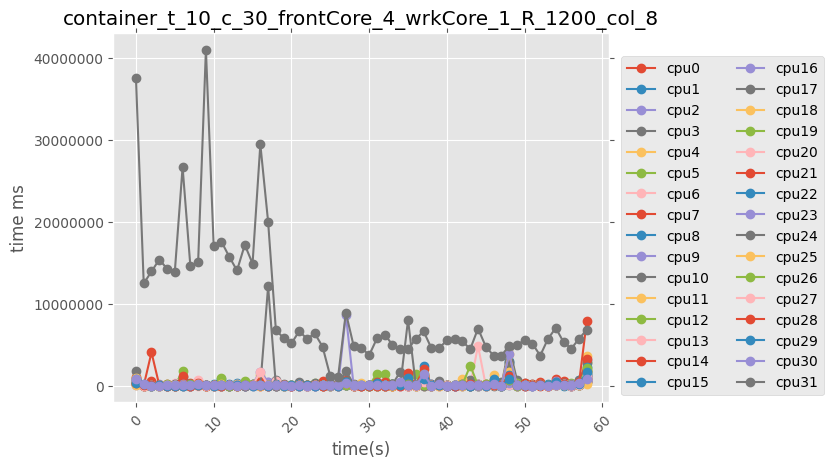 container_t_10_c_30_frontCore_4_wrkCore_1_R_1200_col_8
time ms
40000000
30000000
20000000
10000000
0
0
10
20
30
40
50
60
time(s)
cpu0
cpu1
cpu2
cpu3
cpu4
cpu5
cpu6
cpu7
cpu8
cpu9
cpu10
cpu11
cpu12
cpu13
cpu14
cpu15
cpu16
cpu17
cpu18
cpu19
cpu20
cpu21
cpu22
cpu23
cpu24
cpu25
cpu26
cpu27
cpu28
cpu29
cpu30
cpu31